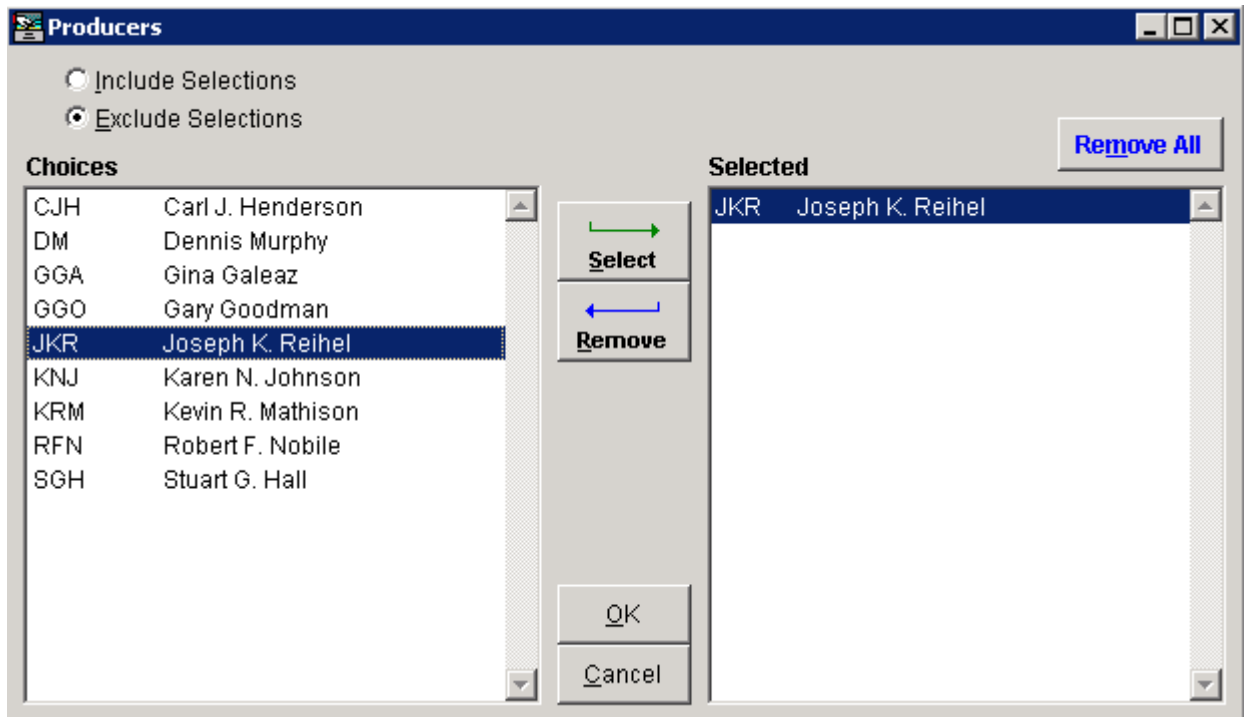 Producers
Include Selections
Exclude Selections
Remove All
Choices
Selected
CJH Carl J. Henderson
DM Dennis Murphy
GGA Gina Galeaz
GGO Gary Goodman
JKR Joseph K. Reihel
KNJ Karen N. Johnson
KRM Kevin R. Mathison
RFN Robert F. Nobile
SGH Stuart G. Hall
Select
Remove
OK
Cancel
JKR Joseph K. Reihel